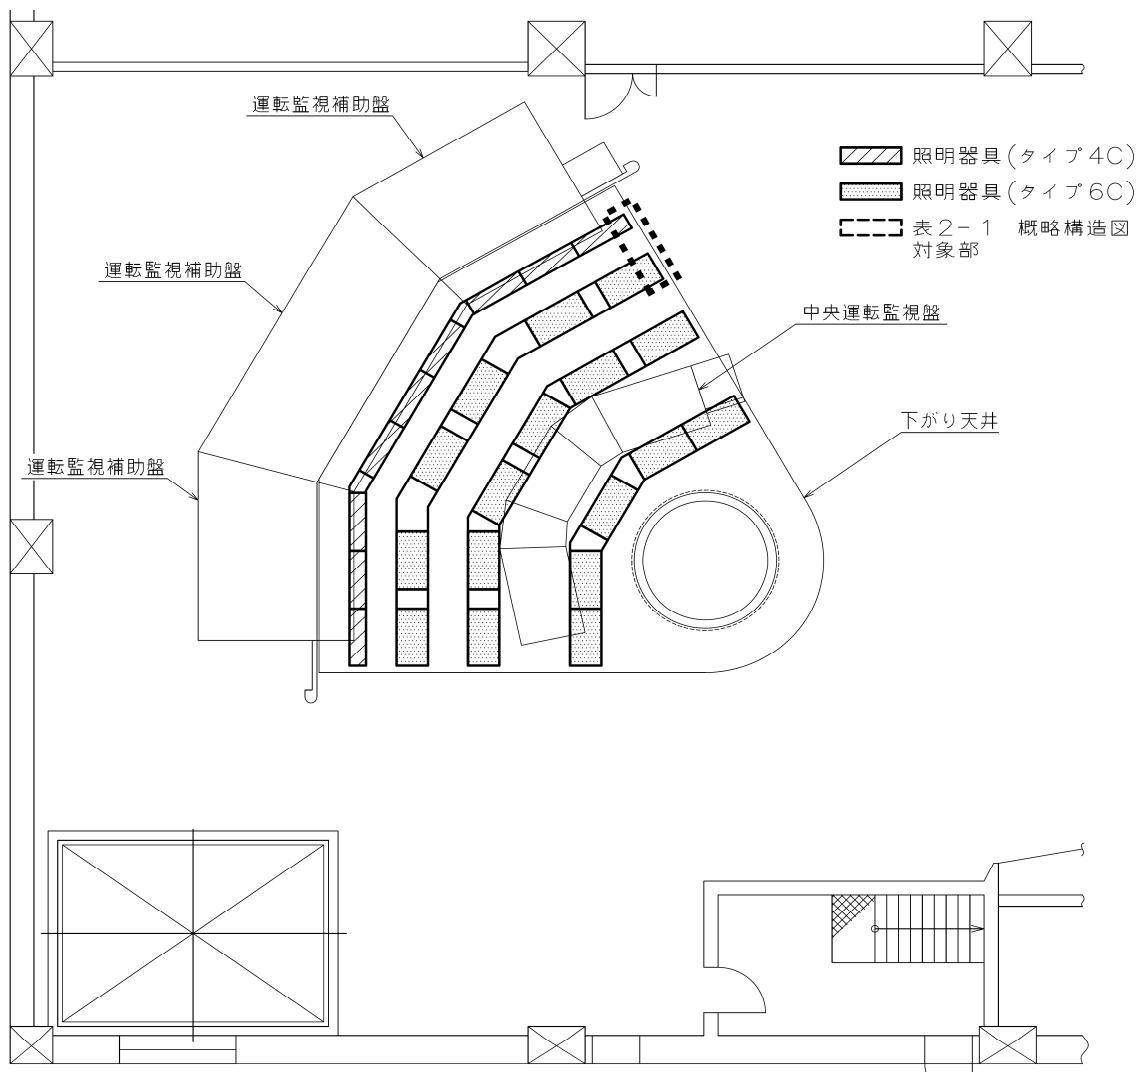 運転監視補助盤
照明器具(タイプ4C)
照明器具(タイプ6C)
表2-1 概略構造図
対象部
運転監視補助盤
中央運転監視盤
下がり天井
運転監視補助盤